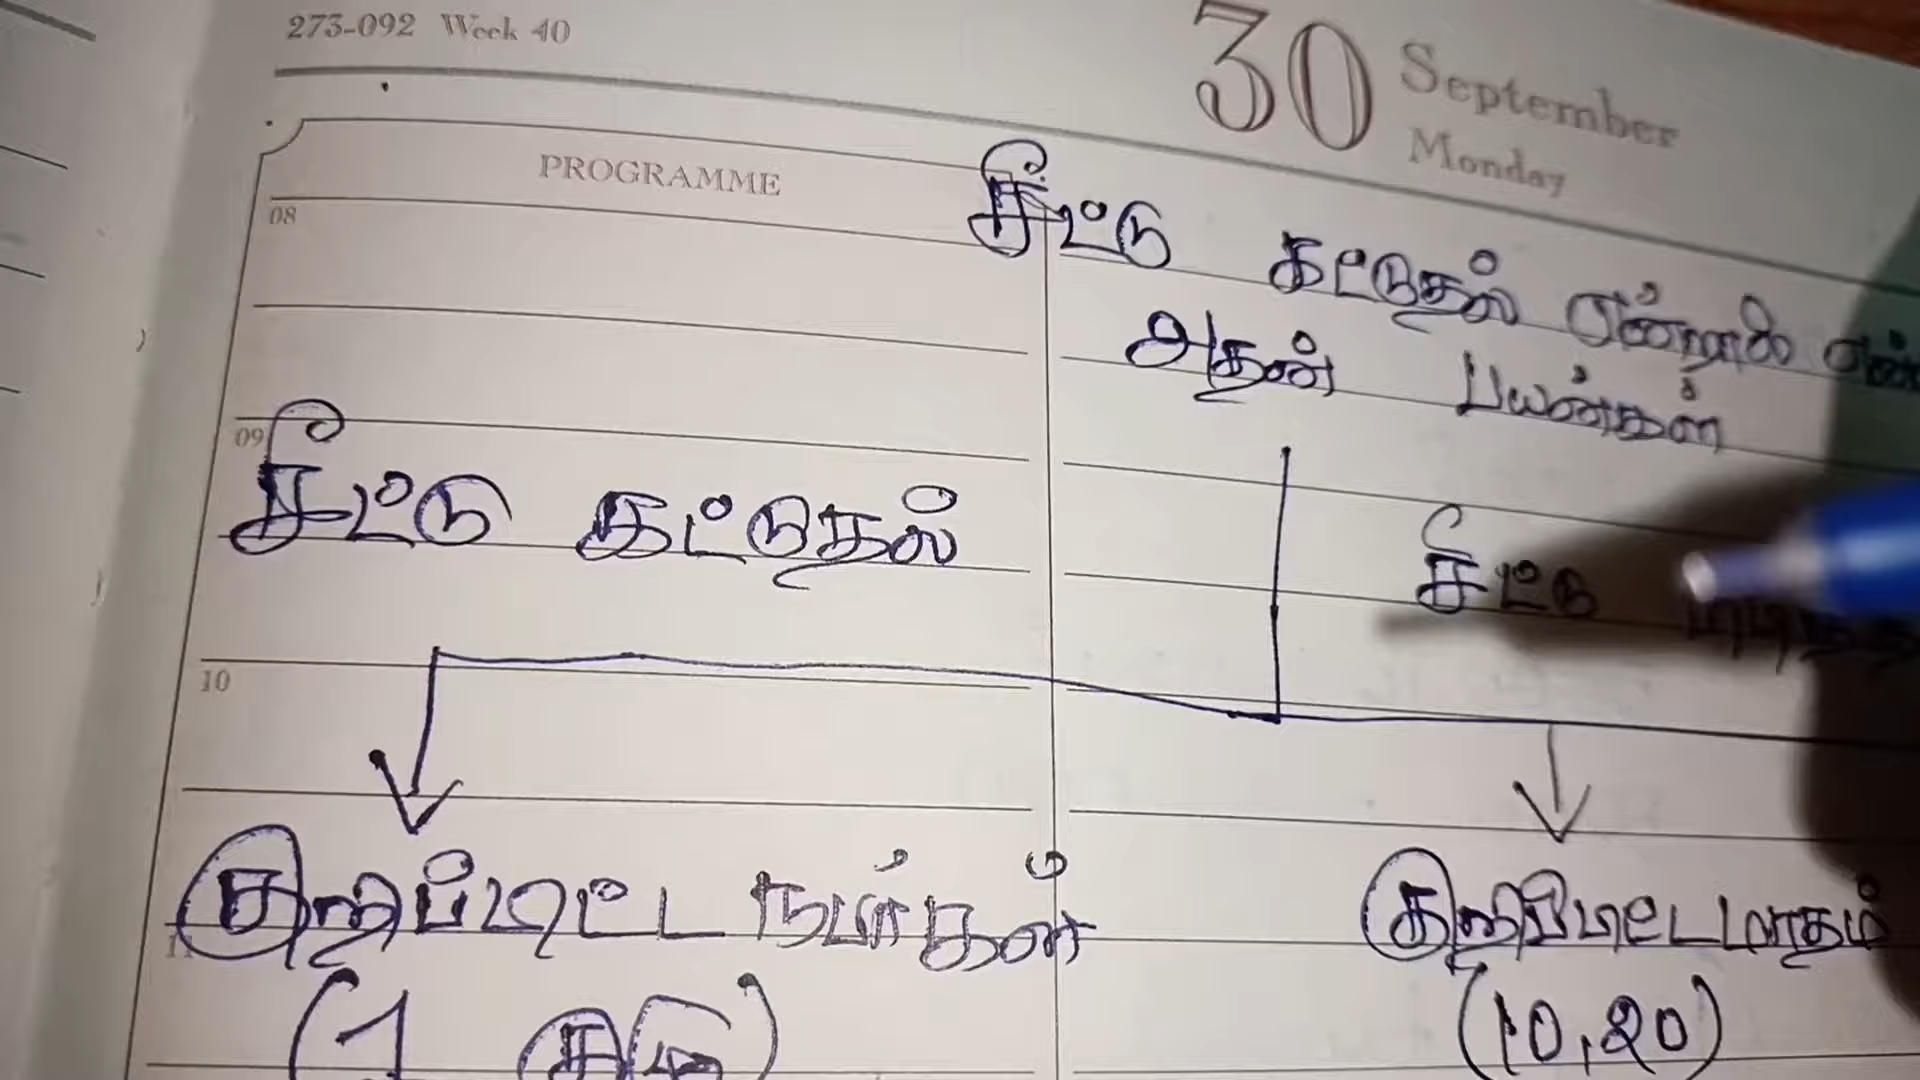 273-092 Week 40
30 September
Monday
PROGRAMME
08
சீட்டு கட்டுதல் என்றால்
அதன் பயன்கள்
09
சீட்டு கட்டுதல்
சீட்டு
10
குறிப்பிட்ட நபர்கள்
குறிப்பிட்ட மாதம்
11
(10,20)